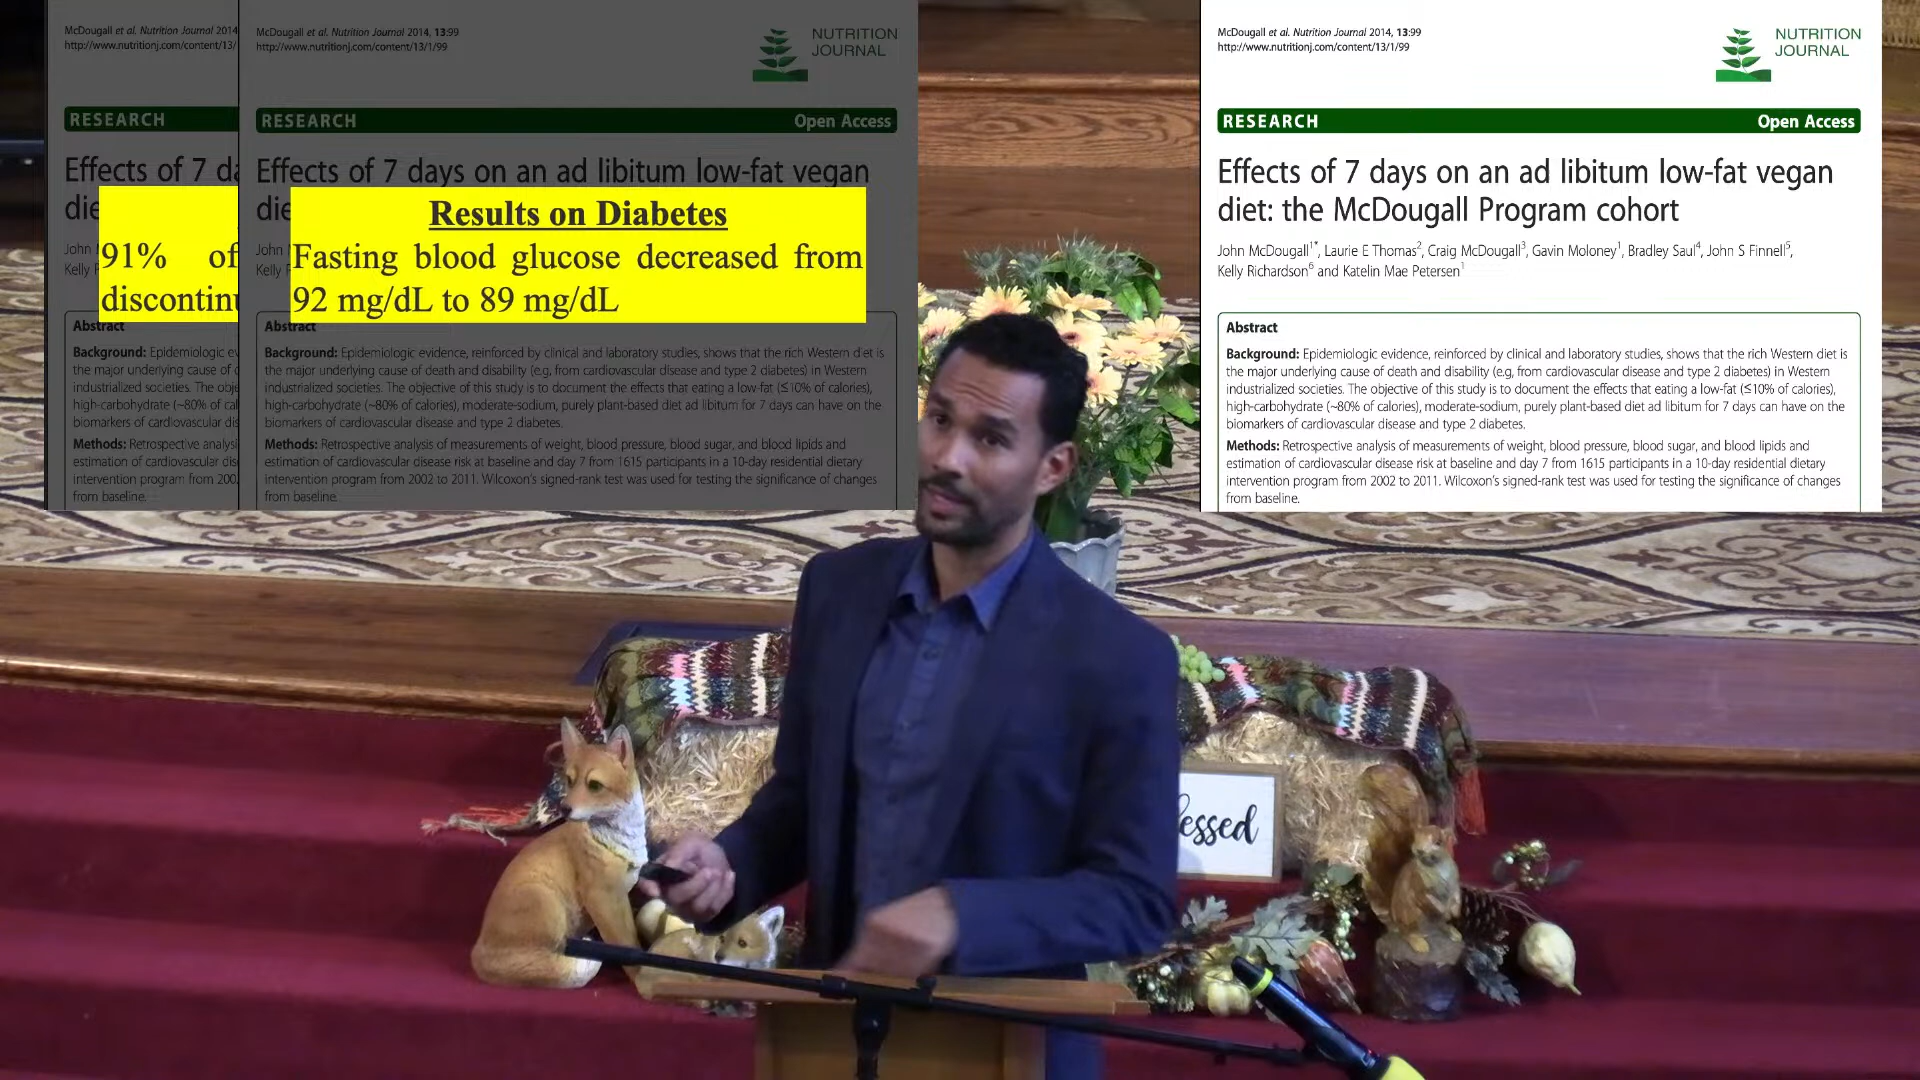 McDougall et al. Nutrition Journal 2014
http://www.nutritionj.com/content/13/
RESEARCH
Effects of 7 da
die
91% of
discontinu
John
Kelly
Abstract
Background: Epidemiologic ev
the major underlying cause of d
industrialized societies. The obje
high-carbohydrate (~80% of cal
biomarkers of cardiovascular dis
Methods: Retrospective analysi
estimation of cardiovascular dis
intervention program from 200
from baseline.
McDougall et al. Nutrition Journal 2014, 13:99
http://www.nutritionj.com/content/13/1/99
NUTRITION
JOURNAL
RESEARCH Open Access
Effects of 7 days on an ad libitum low-fat vegan
die
Results on Diabetes
Fasting blood glucose decreased from
92 mg/dL to 89 mg/dL
John
Kelly
Abstract
Background: Epidemiologic evidence, reinforced by clinical and laboratory studies, shows that the rich Western diet is
the major underlying cause of death and disability (e.g, from cardiovascular disease and type 2 diabetes) in Western
industrialized societies. The objective of this study is to document the effects that eating a low-fat (≤10% of calories),
high-carbohydrate (~80% of calories), moderate-sodium, purely plant-based diet ad libitum for 7 days can have on the
biomarkers of cardiovascular disease and type 2 diabetes.
Methods: Retrospective analysis of measurements of weight, blood pressure, blood sugar, and blood lipids and
estimation of cardiovascular disease risk at baseline and day 7 from 1615 participants in a 10-day residential dietary
intervention program from 2002 to 2011. Wilcoxon's signed-rank test was used for testing the significance of changes
from baseline.
McDougall et al. Nutrition Journal 2014, 13:99
http://www.nutritionj.com/content/13/1/99
NUTRITION
JOURNAL
RESEARCH Open Access
Effects of 7 days on an ad libitum low-fat vegan
diet: the McDougall Program cohort
John McDougall1*, Laurie E Thomas2, Craig McDougall3, Gavin Moloney1, Bradley Saul4, John S Finnell5,
Kelly Richardson6 and Katelin Mae Petersen1
Abstract
Background: Epidemiologic evidence, reinforced by clinical and laboratory studies, shows that the rich Western diet is
the major underlying cause of death and disability (e.g, from cardiovascular disease and type 2 diabetes) in Western
industrialized societies. The objective of this study is to document the effects that eating a low-fat (≤10% of calories),
high-carbohydrate (~80% of calories), moderate-sodium, purely plant-based diet ad libitum for 7 days can have on the
biomarkers of cardiovascular disease and type 2 diabetes.
Methods: Retrospective analysis of measurements of weight, blood pressure, blood sugar, and blood lipids and
estimation of cardiovascular disease risk at baseline and day 7 from 1615 participants in a 10-day residential dietary
intervention program from 2002 to 2011. Wilcoxon's signed-rank test was used for testing the significance of changes
from baseline.
essed